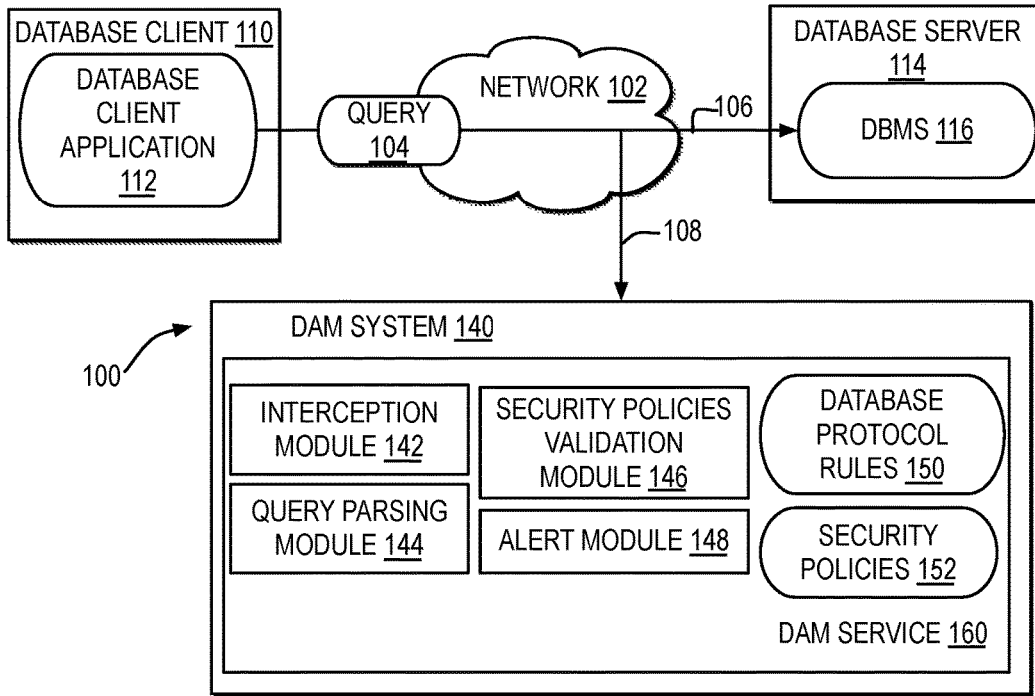 DATABASE CLIENT 110
DATABASE
CLIENT
APPLICATION
112
QUERY
104
NETWORK 102
106
DATABASE SERVER
114
DBMS 116
108
100
DAM SYSTEM 140
INTERCEPTION
MODULE 142
QUERY PARSING
MODULE 144
SECURITY POLICIES
VALIDATION
MODULE 146
ALERT MODULE 148
DATABASE
PROTOCOL
RULES 150
SECURITY
POLICIES 152
DAM SERVICE 160